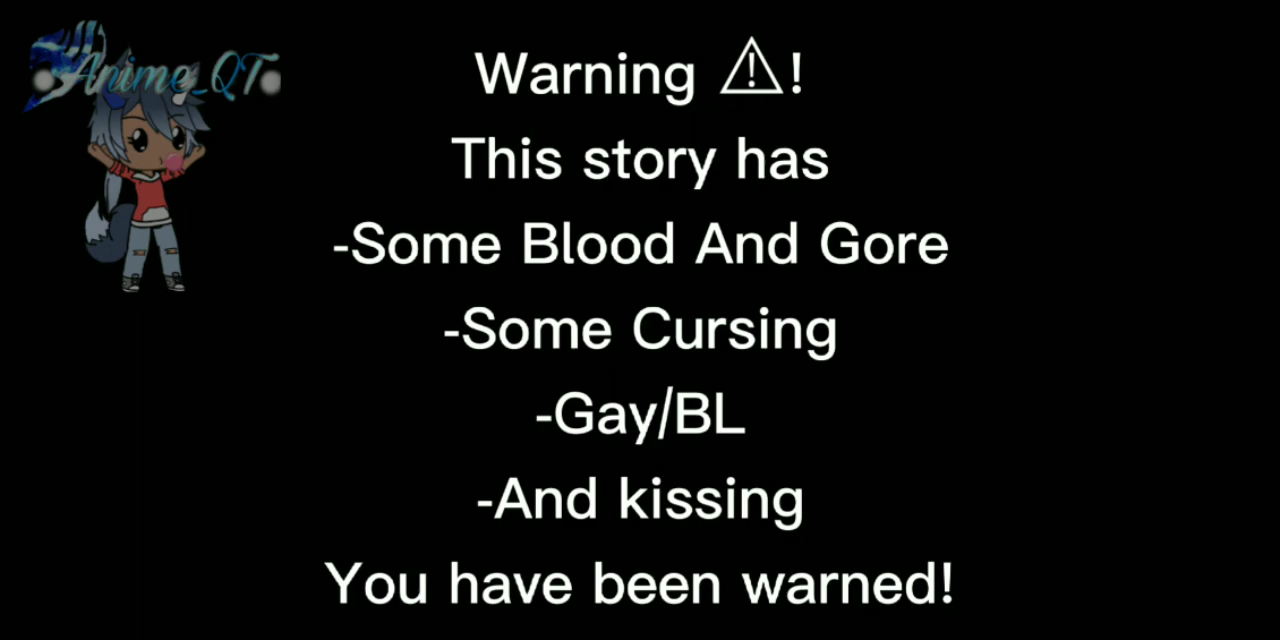 Anime_QT
Warning ⚠!
This story has
-Some Blood And Gore
-Some Cursing
-Gay/BL
-And kissing
You have been warned!